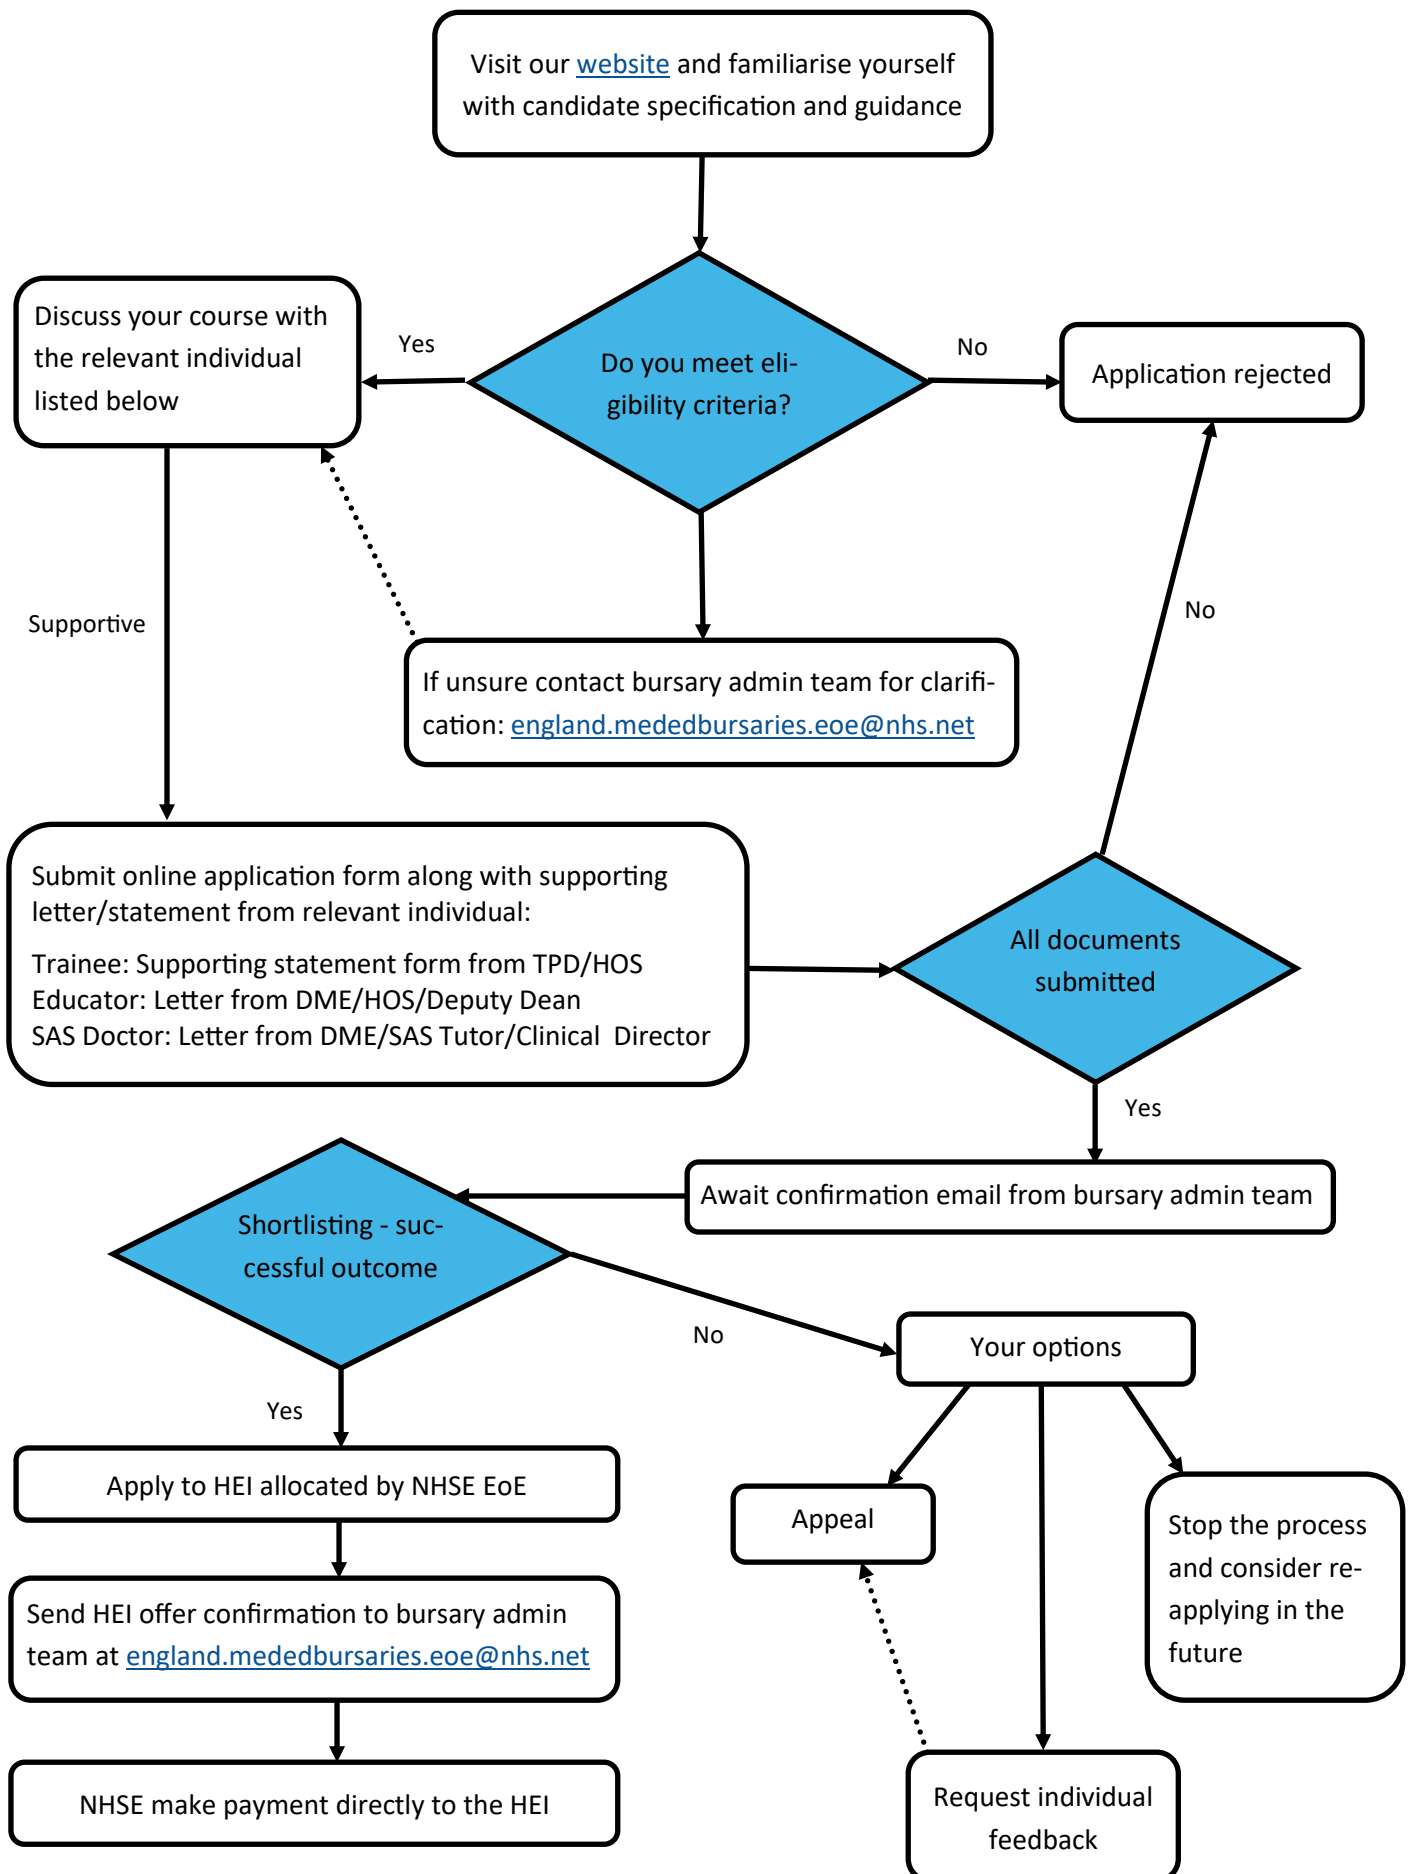 Visit our website and familiarise yourself
with candidate specification and guidance
Discuss your course with
the relevant individual
listed below
Yes
Do you meet eli-
gibility criteria?
No
Application rejected
Supportive
If unsure contact bursary admin team for clarifi-
cation: england.mededbursaries.eoe@nhs.net
No
Submit online application form along with supporting
letter/statement from relevant individual:
Trainee: Supporting statement form from TPD/HOS
Educator: Letter from DME/HOS/Deputy Dean
SAS Doctor: Letter from DME/SAS Tutor/Clinical  Director
All documents
submitted
Yes
Await confirmation email from bursary admin team
Shortlisting - suc-
cessful outcome
No
Your options
Yes
Apply to HEI allocated by NHSE EoE
Appeal
Stop the process
and consider re-
applying in the
future
Send HEI offer confirmation to bursary admin
team at england.mededbursaries.eoe@nhs.net
NHSE make payment directly to the HEI
Request individual
feedback